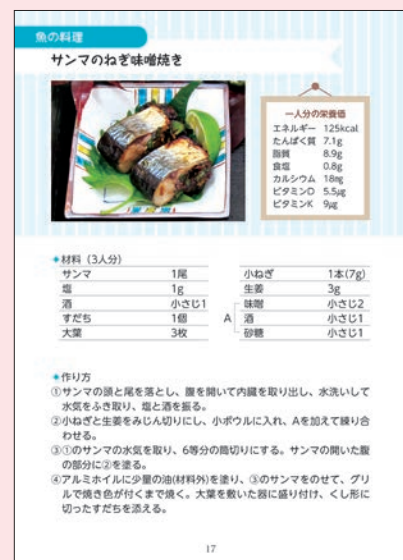 魚の料理
サンマのねぎ味噌焼き
一人分の栄養価
エネルギー 125kcal
たんぱく質 7.1g
脂質 8.9g
食塩 0.8g
カルシウム 18mg
ビタミンD 5.5μg
ビタミンK 9μg
◆材料（3人分）
サンマ 1尾
塩 1g
酒 小さじ1
すだち 1個
大葉 3枚
小ねぎ 1本(7g)
生姜 3g
A
味噌 小さじ2
酒 小さじ1
砂糖 小さじ1
◆作り方
①サンマの頭と尾を落とし、腹を開いて内臓を取り出し、水洗いして
水気をふき取り、塩と酒を振る。
②小ねぎと生姜をみじん切りにし、小ボウルに入れ、Aを加えて練り合
わせる。
③①のサンマの水気を取り、6等分の筒切りにする。サンマの開いた腹
の部分に②を塗る。
④アルミホイルに少量の油(材料外)を塗り、③のサンマをのせて、グリ
ルで焼き色が付くまで焼く。大葉を敷いた器に盛り付け、くし形に
切ったすだちを添える。
17